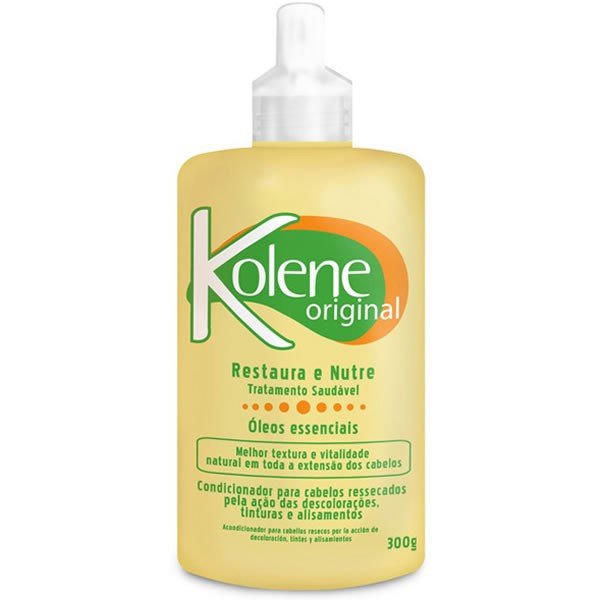 Kolene
original
Restaura e Nutre
Tratamento Saudável
Óleos essenciais
Melhor textura e vitalidade
natural em toda a extensão dos cabelos
Condicionador para cabelos ressecados
pela ação das descolorações,
tinturas e alisamentos
Acondicionador para cabellos resecos por la acción de
decoloración, tintes y alisamientos
300g